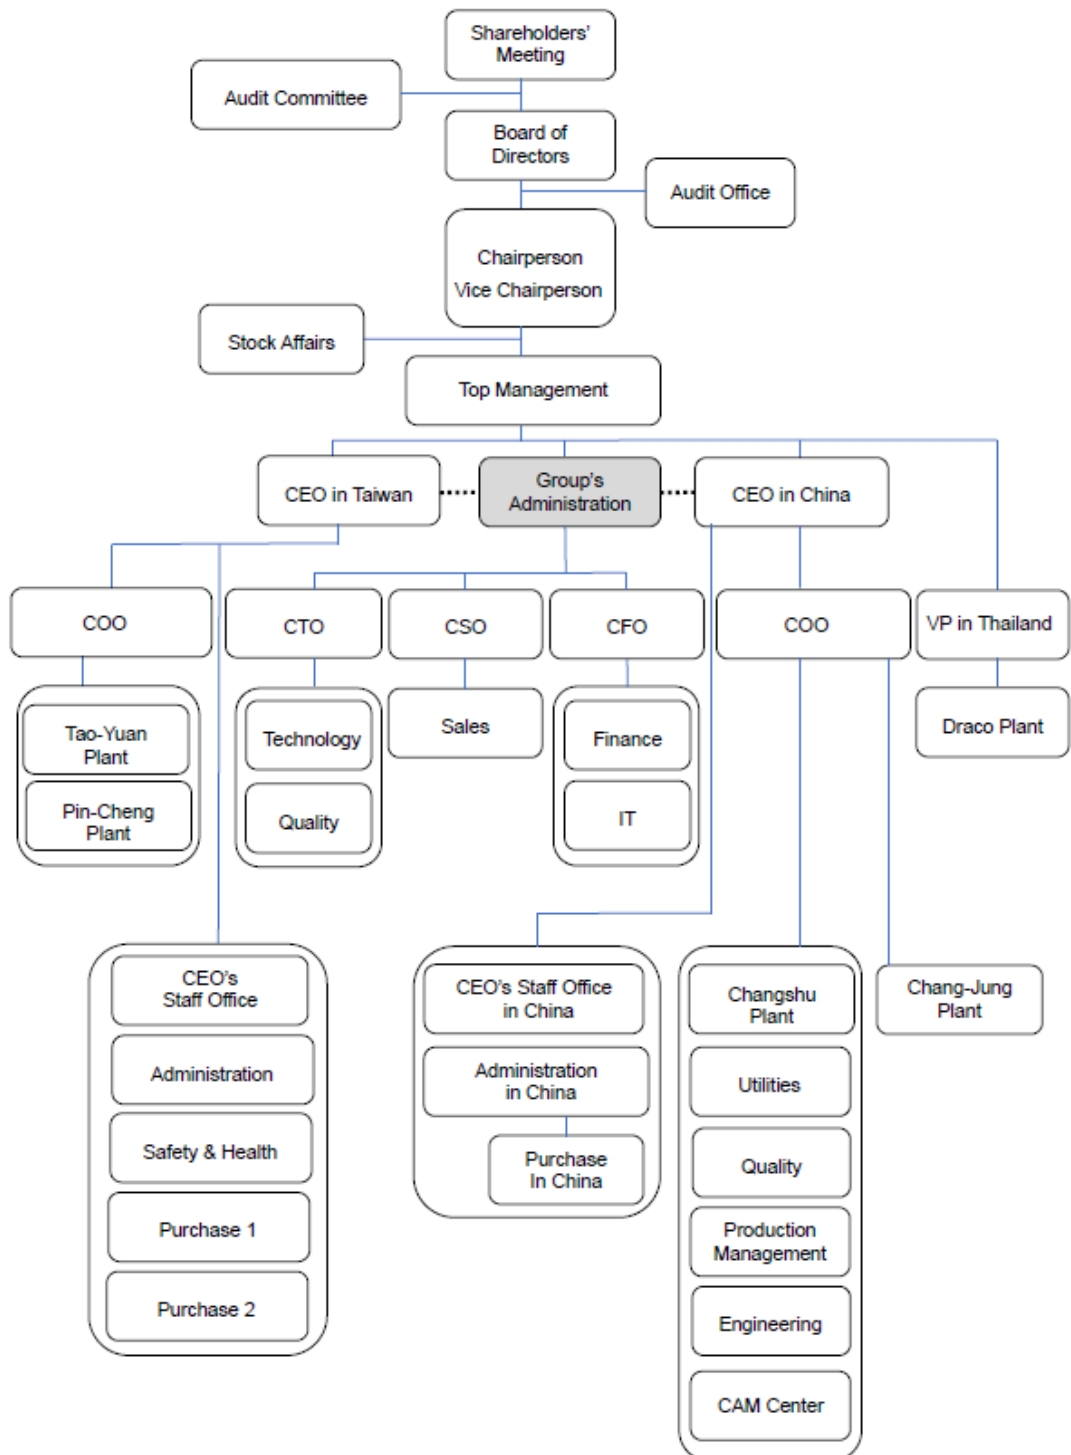 Shareholders'
Meeting
Audit Committee
Board of
Directors
Audit Office
Chairperson
Vice Chairperson
Stock Affairs
Top Management
CEO in Taiwan
Group's
Administration
CEO in China
COO
CTO
CSO
CFO
COO
VP in Thailand
Tao-Yuan
Plant
Pin-Cheng
Plant
Technology
Quality
Sales
Finance
IT
Draco Plant
CEO's
Staff Office
Administration
Safety & Health
Purchase 1
Purchase 2
CEO's Staff Office
in China
Administration
in China
Purchase
In China
Changshu
Plant
Utilities
Quality
Production
Management
Engineering
CAM Center
Chang-Jung
Plant